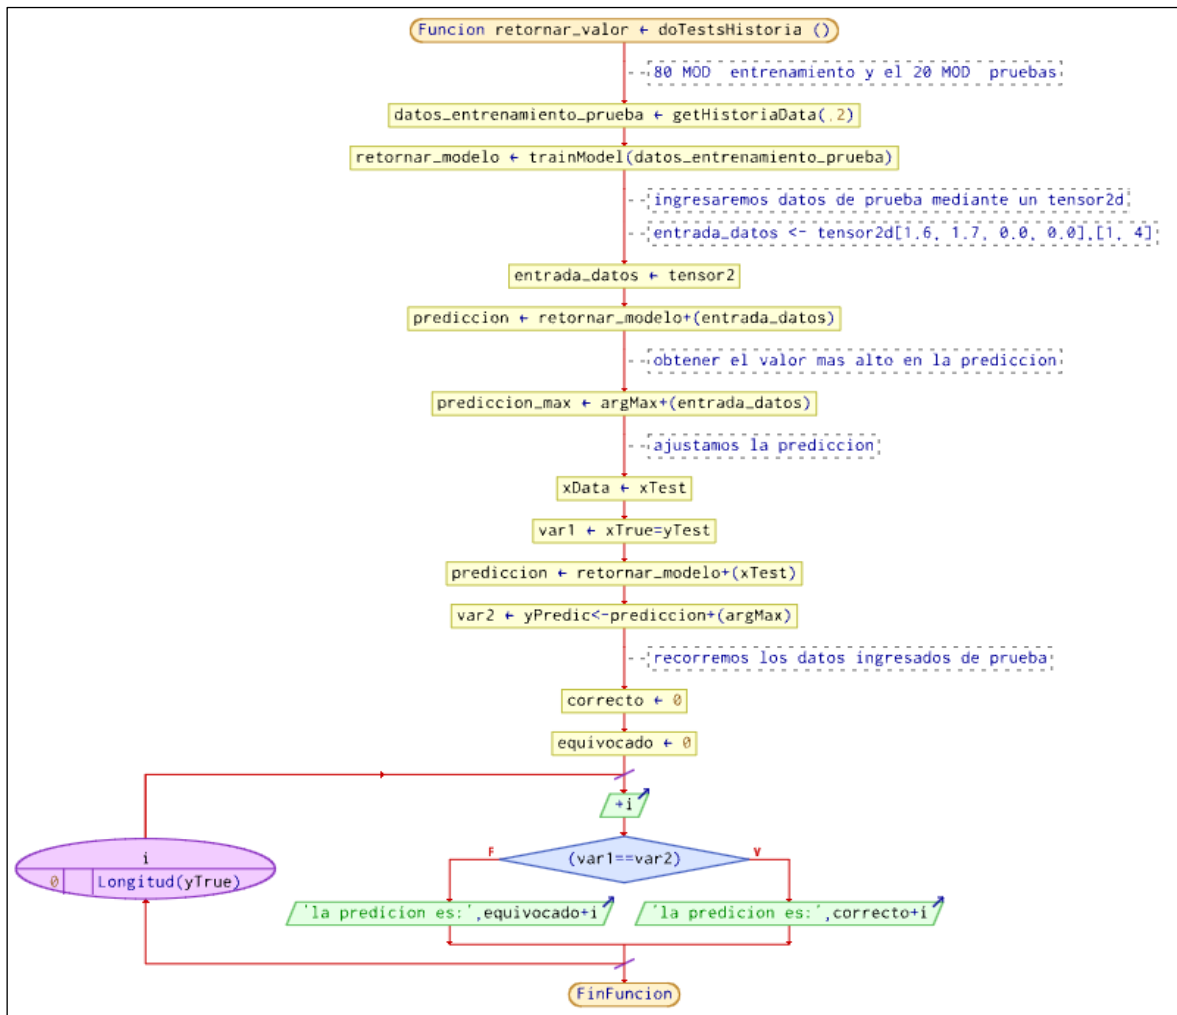 Funcion retornar_valor ← doTestsHistoria ()
80 MOD entrenamiento y el 20 MOD pruebas
datos_entrenamiento_prueba ← getHistoriaData(.2)
retornar_modelo ← trainModel(datos_entrenamiento_prueba)
ingresaremos datos de prueba mediante un tensor2d
entrada_datos <- tensor2d[1.6, 1.7, 0.0, 0.0],[1, 4]
entrada_datos ← tensor2
prediccion ← retornar_modelo+(entrada_datos)
obtener el valor mas alto en la prediccion
prediccion_max ← argMax+(entrada_datos)
ajustamos la prediccion
xData ← xTest
var1 ← xTrue=yTest
prediccion ← retornar_modelo+(xTest)
var2 ← yPredic<-prediccion+(argMax)
recorremos los datos ingresados de prueba
correcto ← 0
equivocado ← 0
+i
F (var1==var2) V
i
0 Longitud(yTrue)
'la predicion es:',equivocado+i 'la predicion es:',correcto+i
FinFuncion